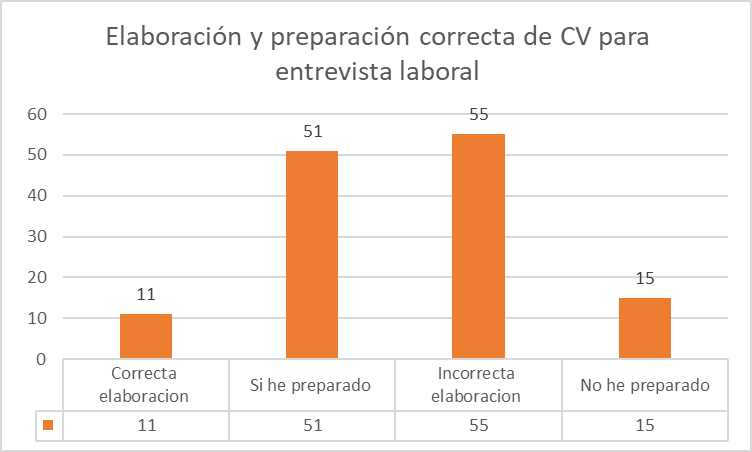 Elaboración y preparación correcta de CV para
entrevista laboral
60
50
40
30
20
10
0
11
51
55
15
Correcta
elaboracion
Si he preparado
Incorrecta
elaboracion
No he preparado
11
51
55
15